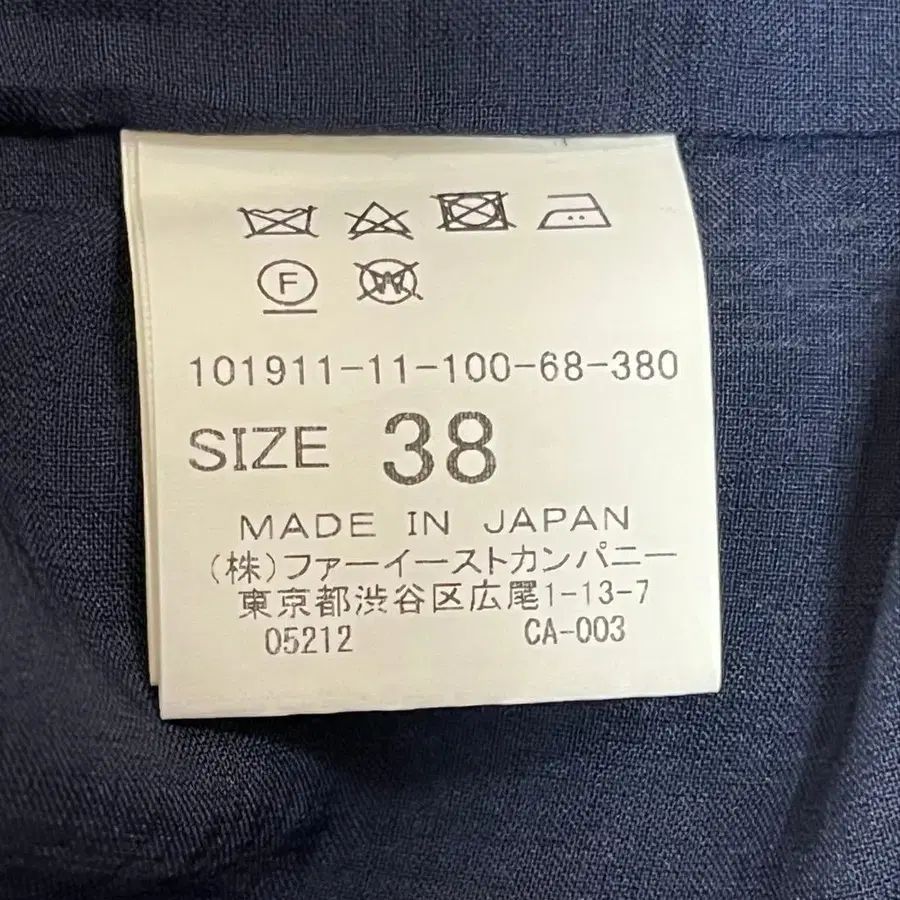 F W
101911-11-100-68-380
SIZE 38
MADE IN JAPAN
(株)ファーイーストカンパニー
東京都渋谷区広尾1-13-7
05212 CA-003